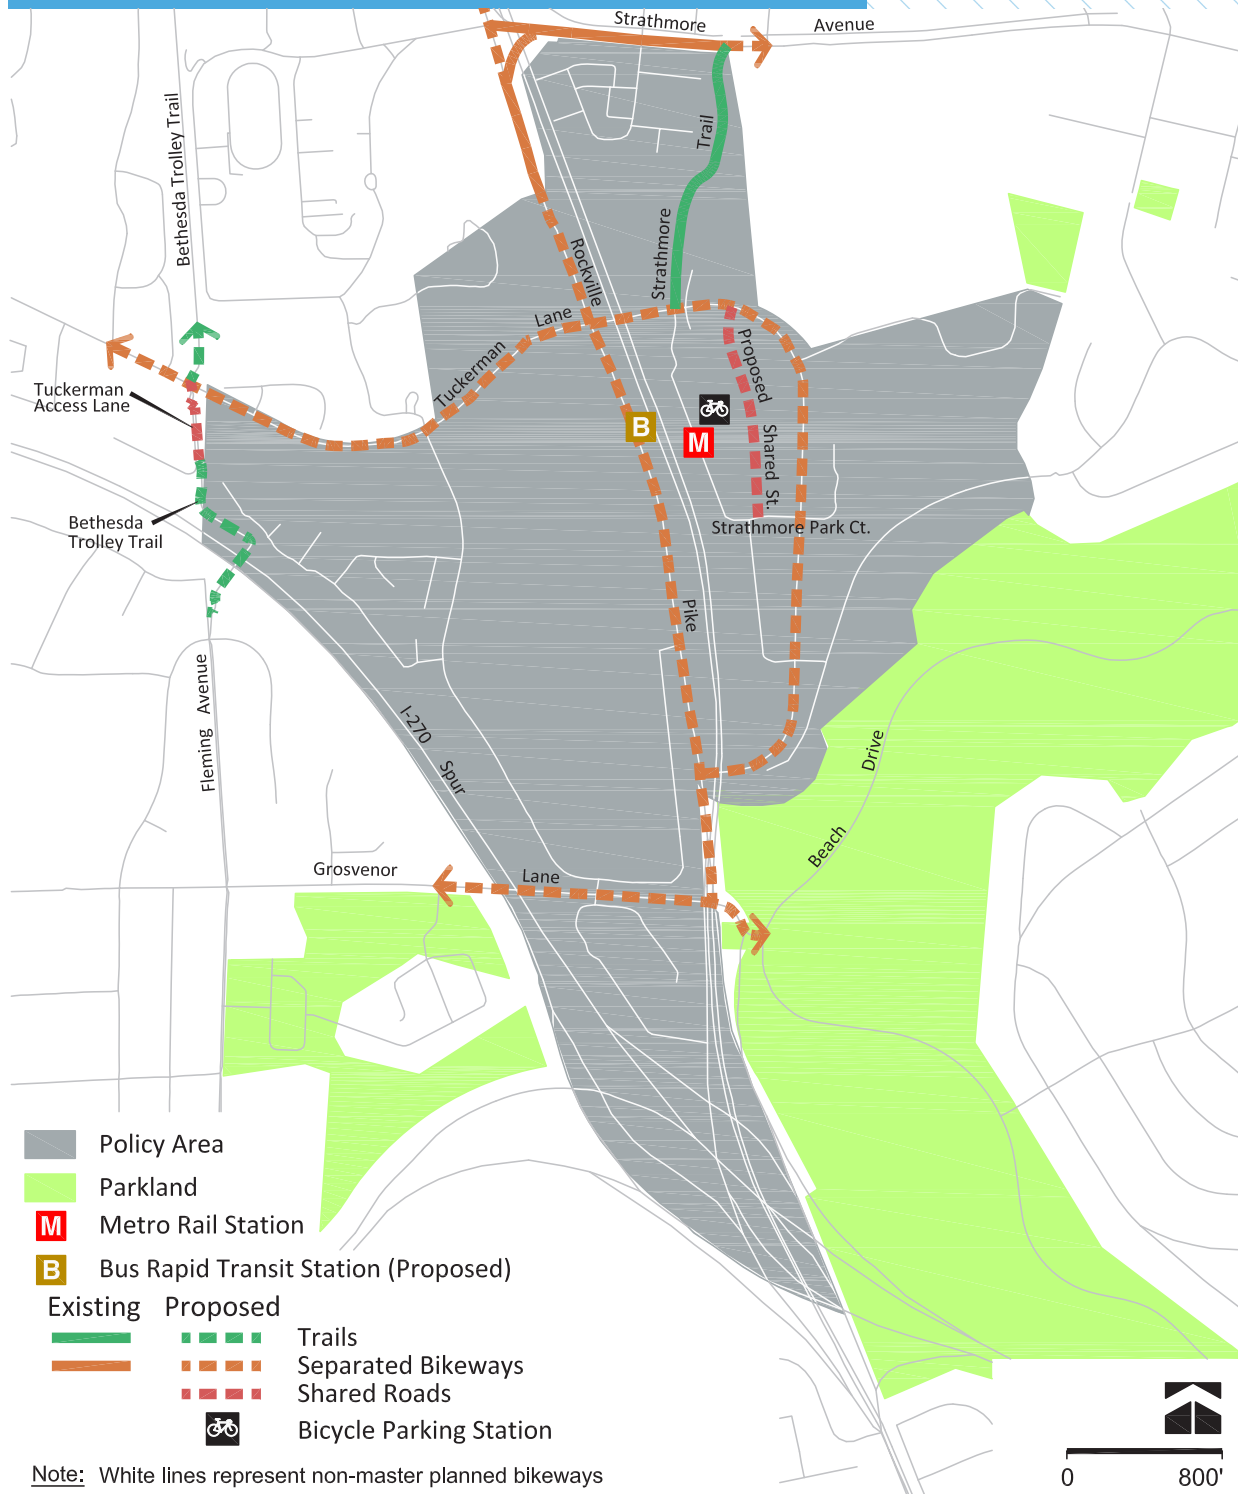 Strathmore
Avenue
Bethesda Trolley Trail
Trail
Strathmore
Rockville
Lane
Tuckerman
Proposed
Shared St.
Tuckerman
Access Lane
B
M
Bethesda
Trolley Trail
Strathmore Park Ct.
Pike
Fleming Avenue
I-270
Spur
Drive
Beach
Grosvenor
Lane
Policy Area
Parkland
M Metro Rail Station
B Bus Rapid Transit Station (Proposed)
Existing Proposed
Trails
Separated Bikeways
Shared Roads
Bicycle Parking Station
Note: White lines represent non-master planned bikeways
0 800'